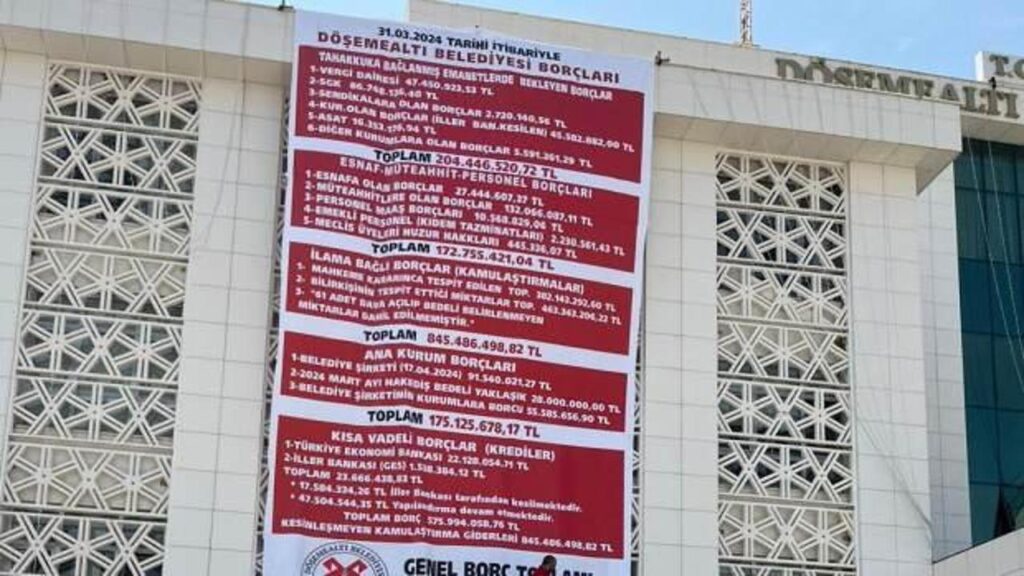 31.03.2024 TARİHİ İTİBARİYLE
DÖŞEMEALTI BELEDİYESİ BORÇLARI
TAHAKKUKA BAĞLANMIŞ EMANETLERDE BEKLEYEN BORÇLAR
1-VERGİ DAİRESİ 47.450.923,53 TL
2-SGK 86.748.136,40 TL
3-SENDİKALARA OLAN BORÇLAR 2.720.140,56 TL
4-KUR.OLAN BORÇLAR (İLLER BAN.KESİLEN) 45.582.882,00 TL
5-ASAT 16.353.176,94 TL
6-DİĞER KURUMLARA OLAN BORÇLAR 5.591.261,29 TL
TOPLAM 204.446.520,72 TL
ESNAF-MÜTEAHHİT-PERSONEL BORÇLARI
1-ESNAFA OLAN BORÇLAR 27.444.607,37 TL
2-MÜTEAHHİTLERE OLAN BORÇLAR 132.066.087,11 TL
3-PERSONEL MAAŞ BORÇLARI 10.568.829,06 TL
4-EMEKLİ PERSONEL (KIDEM TAZMİNATLARI) 2.230.561,43 TL
5-MECLİS ÜYELERİ HUZUR HAKKLARI 445.336,07 TL
TOPLAM 172.755.421,04 TL
İLAMA BAĞLI BORÇLAR (KAMULAŞTIRMALAR)
1- MAHKEME KARARINCA TESPİT EDİLEN TOP. 382.143.292,60 TL
2- BİLİRKİŞİNİN TESPİT ETTİĞİ MİKTARLAR TOP. 463.343.206,22 TL
3- "61 ADET DAVA AÇILIP BEDELİ BELİRLENMEYEN
MİKTARLAR DAHİL EDİLMEMİŞTİR."
TOPLAM 845.486.498,82 TL
ANA KURUM BORÇLARI
1-BELEDİYE ŞİRKETİ (17.04.2024) 91.540.021,27 TL
2-2024 MART AYI HAKEDİŞ BEDELİ YAKLAŞIK 28.000.000,00 TL
3-BELEDİYE ŞİRKETİNİN KURUMLARA BORCU 55.585.656,90 TL
TOPLAM 175.125.678,17 TL
KISA VADELİ BORÇLAR (KREDİLER)
1-TÜRKİYE EKONOMİ BANKASI 22.128.054,71 TL
2-İLLER BANKASI (GES) 1.538.384,12 TL
TOPLAM 23.666.438,83 TL
* 17.584.334,26 TL İller Bankası tarafından kesilmektedir.
* 47.504.544,35 TL Yapılandırma devam etmektedir.
TOPLAM BORÇ 575.994.058,76 TL
KESİNLEŞMEYEN KAMULAŞTIRMA GİDERLERİ 845.486.498,82 TL
DÖŞEMEALTI BELEDİYESİ
GENEL BORÇ TOPLAMI
T.C.
DÖŞEMEALTI